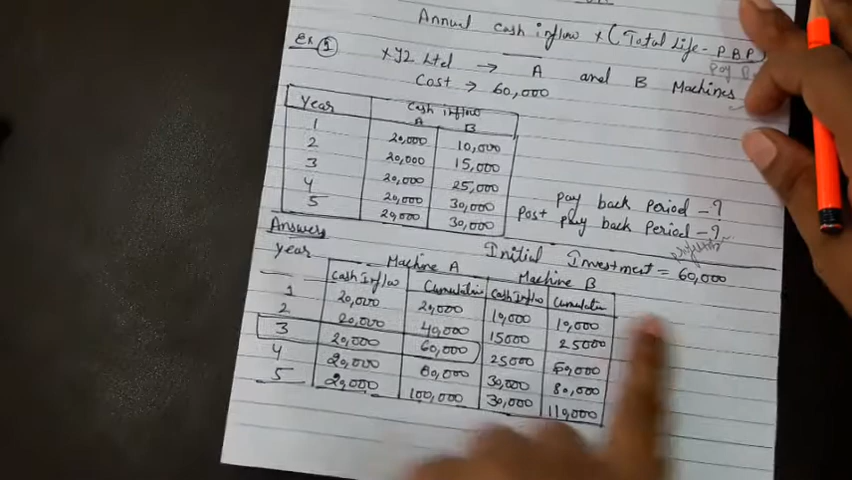 Annual cash inflow x (Total Life - PBP)
Ex 1
XYZ Ltd → A and B Machines
Cost → 60,000
Year Cash inflow
A B
1 20,000 10,000
2 20,000 15,000
3 20,000 25,000
4 20,000 30,000
5 20,000 30,000
Pay back Period - ?
Post pay back Period - ?
Answers
Initial Investment = 60,000
year Machine A Machine B
Cash inflow Cumulative Cash inflo Cumulative
1 20,000 20,000 10,000 10,000
2 20,000 40,000 15000 25000
3 20,000 60,000 25000 50,000
4 20,000 80,000 30,000 80,000
5 20,000 100,000 30,000 110,000